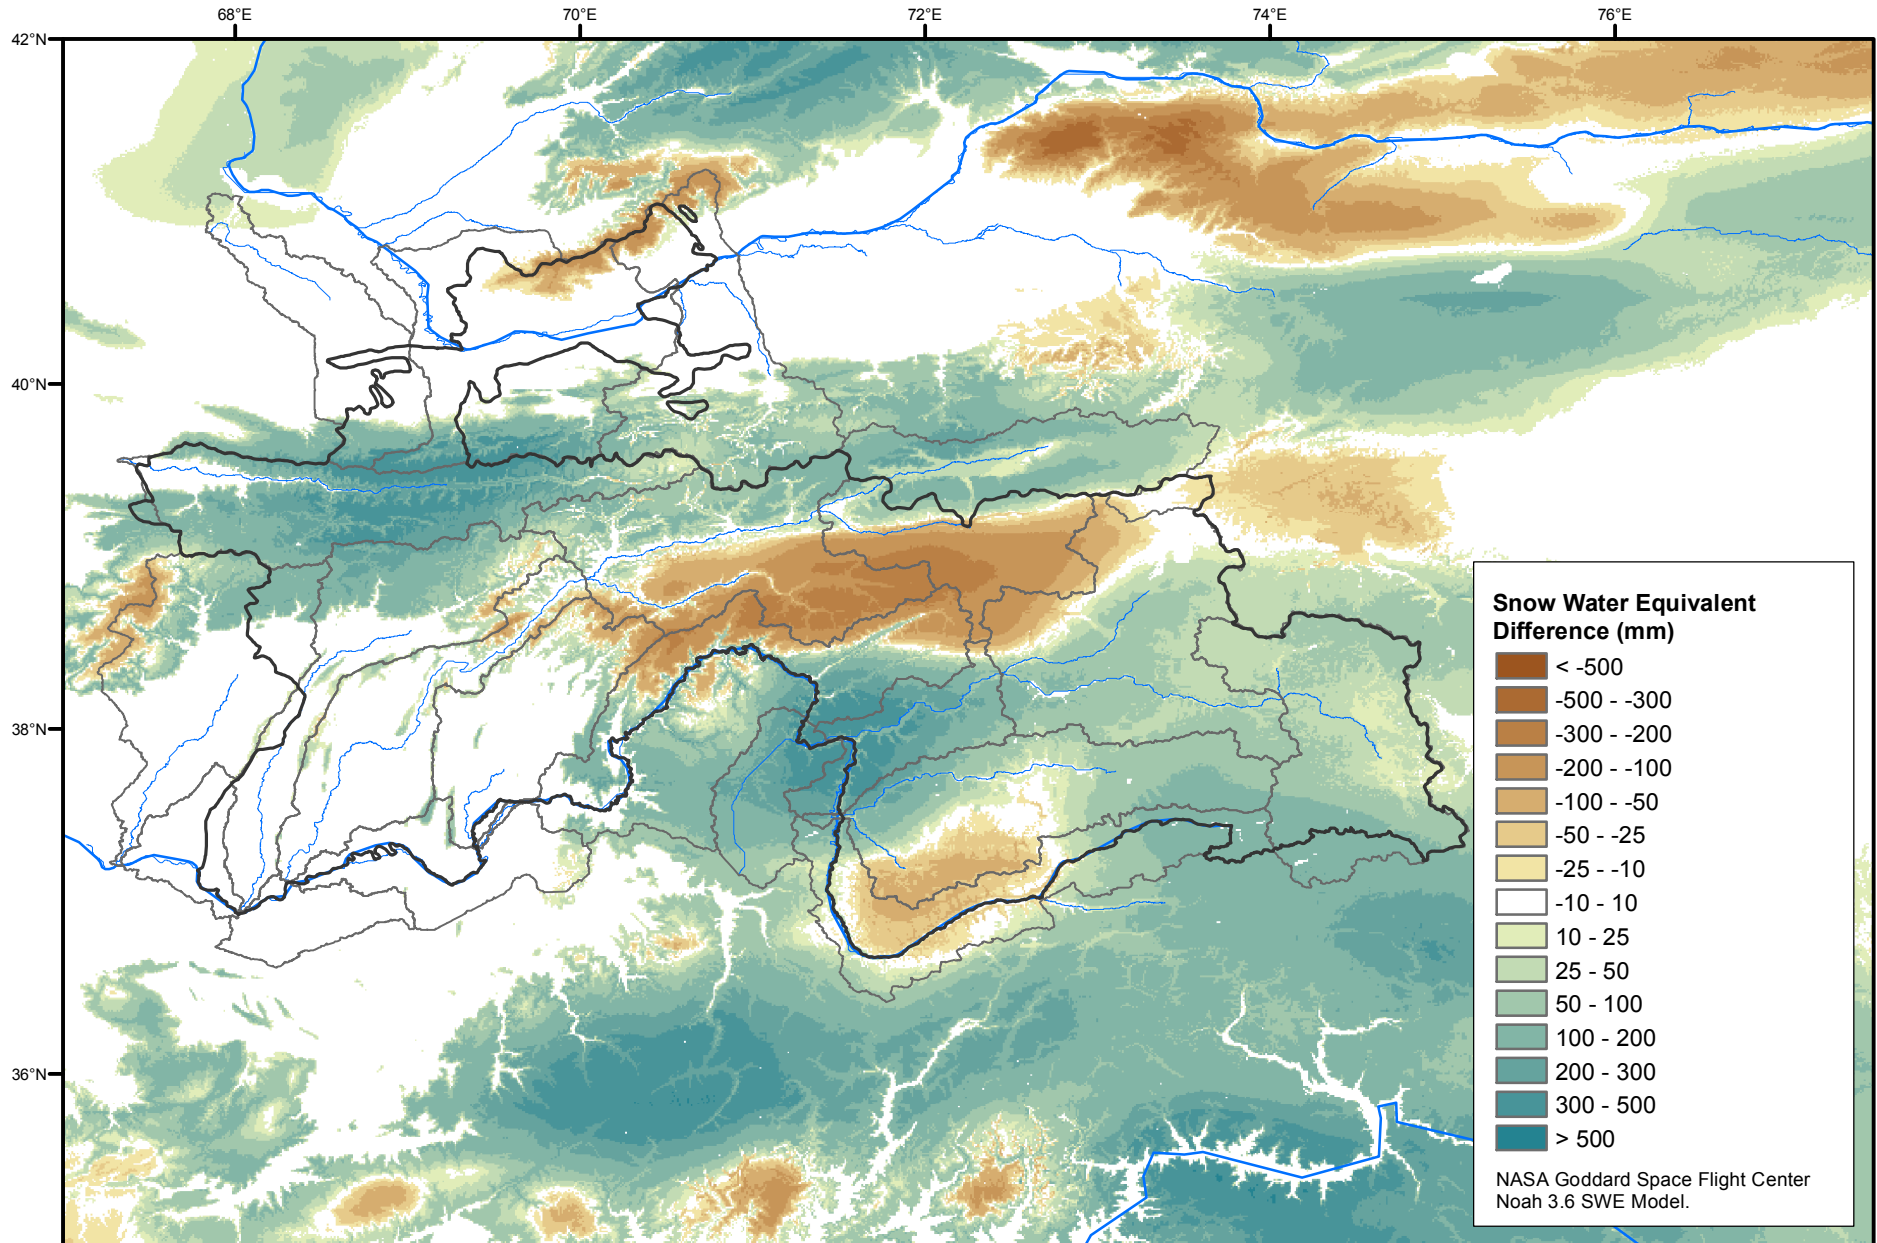 68°E 70°E 72°E 74°E 76°E
42°N
40°N
38°N
36°N
Snow Water Equivalent
Difference (mm)
< -500
-500 - -300
-300 - -200
-200 - -100
-100 - -50
-50 - -25
-25 - -10
-10 - 10
10 - 25
25 - 50
50 - 100
100 - 200
200 - 300
300 - 500
> 500
NASA Goddard Space Flight Center
Noah 3.6 SWE Model.